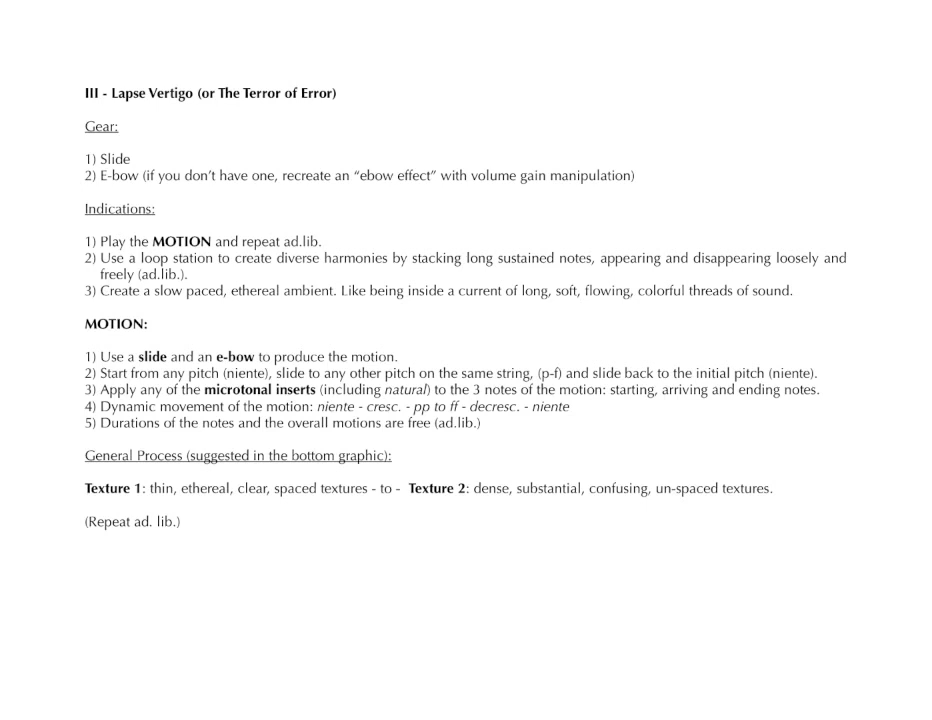 III - Lapse Vertigo (or The Terror of Error)
Gear:
1) Slide
2) E-bow (if you don’t have one, recreate an “ebow effect” with volume gain manipulation)
Indications:
1) Play the MOTION and repeat ad.lib.
2) Use a loop station to create diverse harmonies by stacking long sustained notes, appearing and disappearing loosely and
freely (ad.lib.).
3) Create a slow paced, ethereal ambient. Like being inside a current of long, soft, flowing, colorful threads of sound.
MOTION:
1) Use a slide and an e-bow to produce the motion.
2) Start from any pitch (niente), slide to any other pitch on the same string, (p-f) and slide back to the initial pitch (niente).
3) Apply any of the microtonal inserts (including natural) to the 3 notes of the motion: starting, arriving and ending notes.
4) Dynamic movement of the motion: niente - cresc. - pp to ff - decresc. - niente
5) Durations of the notes and the overall motions are free (ad.lib.)
General Process (suggested in the bottom graphic):
Texture 1: thin, ethereal, clear, spaced textures - to - Texture 2: dense, substantial, confusing, un-spaced textures.
(Repeat ad. lib.)